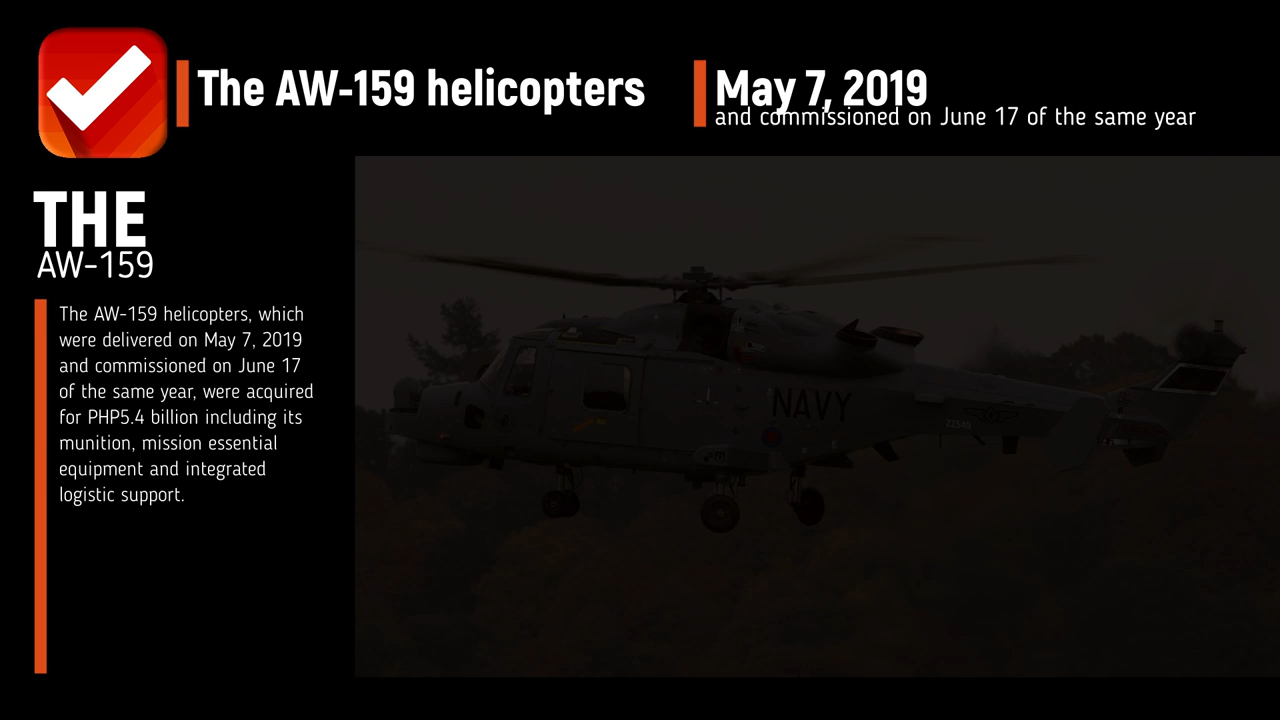 The AW-159 helicopters
May 7, 2019
and commissioned on June 17 of the same year
THE
AW-159
The AW-159 helicopters, which
were delivered on May 7, 2019
and commissioned on June 17
of the same year, were acquired
for PHP5.4 billion including its
munition, mission essential
equipment and integrated
logistic support.
NAVY
ZZ540